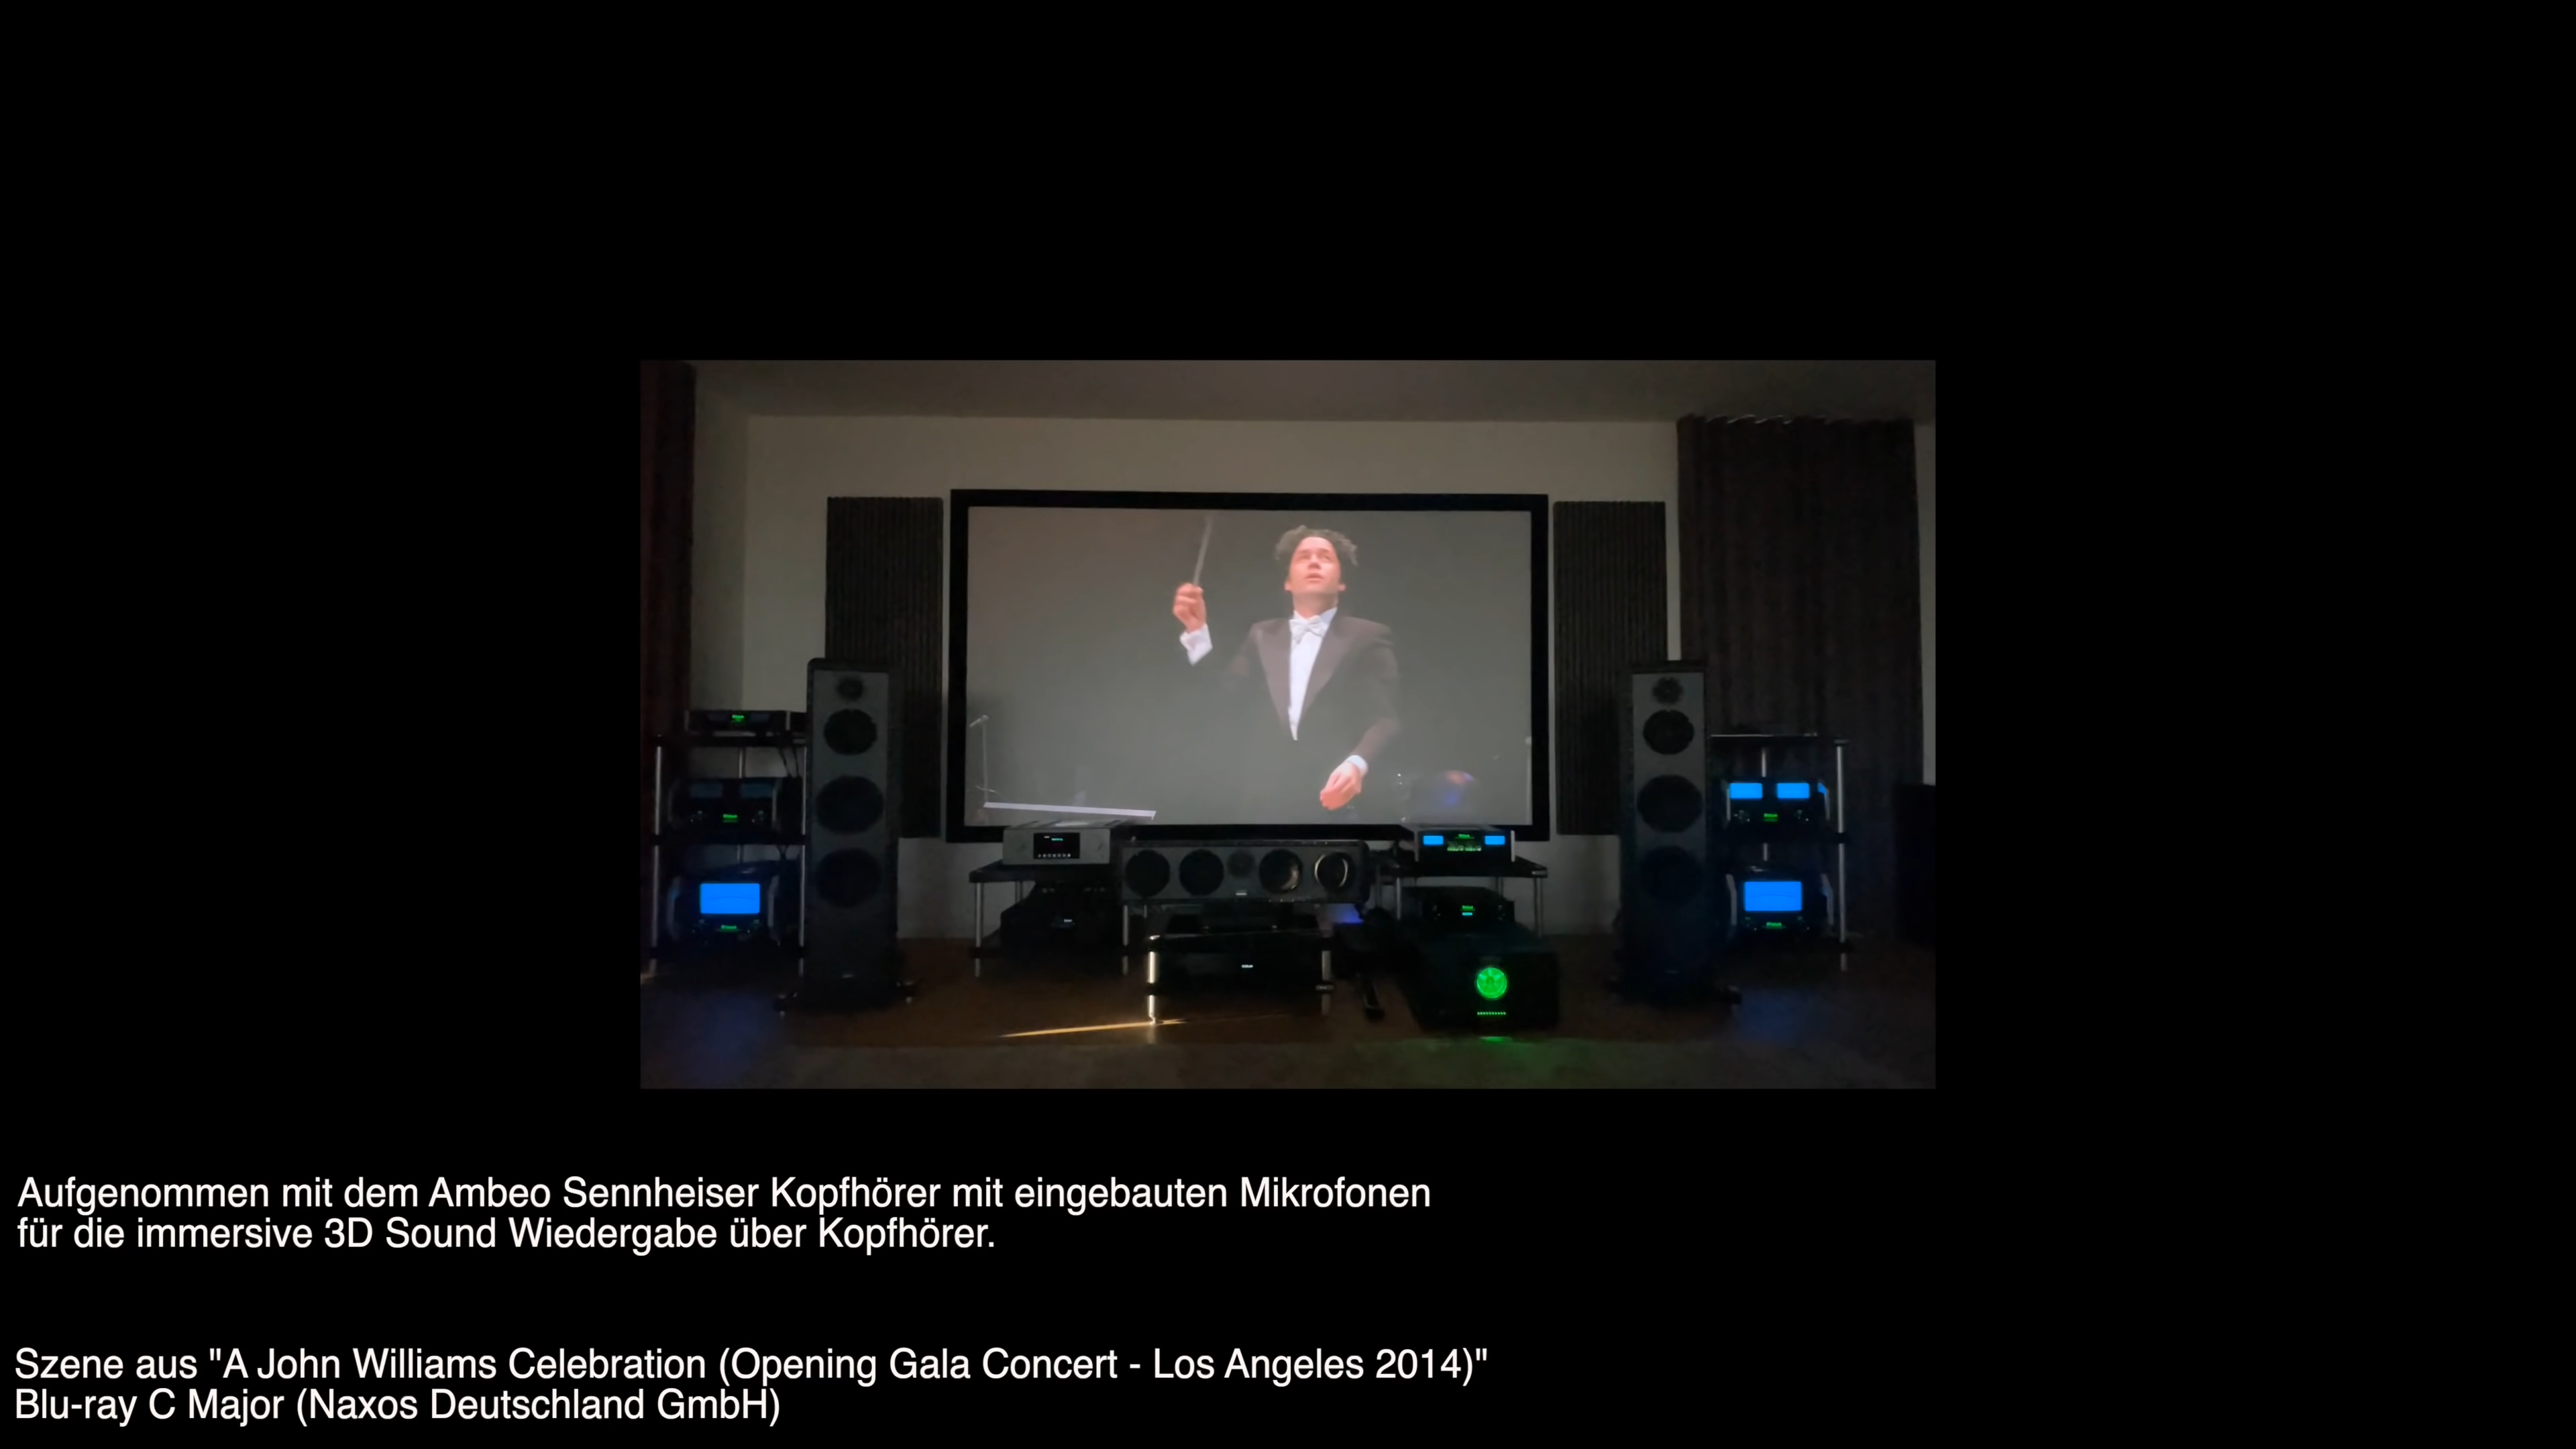 Aufgenommen mit dem Ambeo Sennheiser Kopfhörer mit eingebauten Mikrofonen
für die immersive 3D Sound Wiedergabe über Kopfhörer.
Szene aus "A John Williams Celebration (Opening Gala Concert - Los Angeles 2014)"
Blu-ray C Major (Naxos Deutschland GmbH)